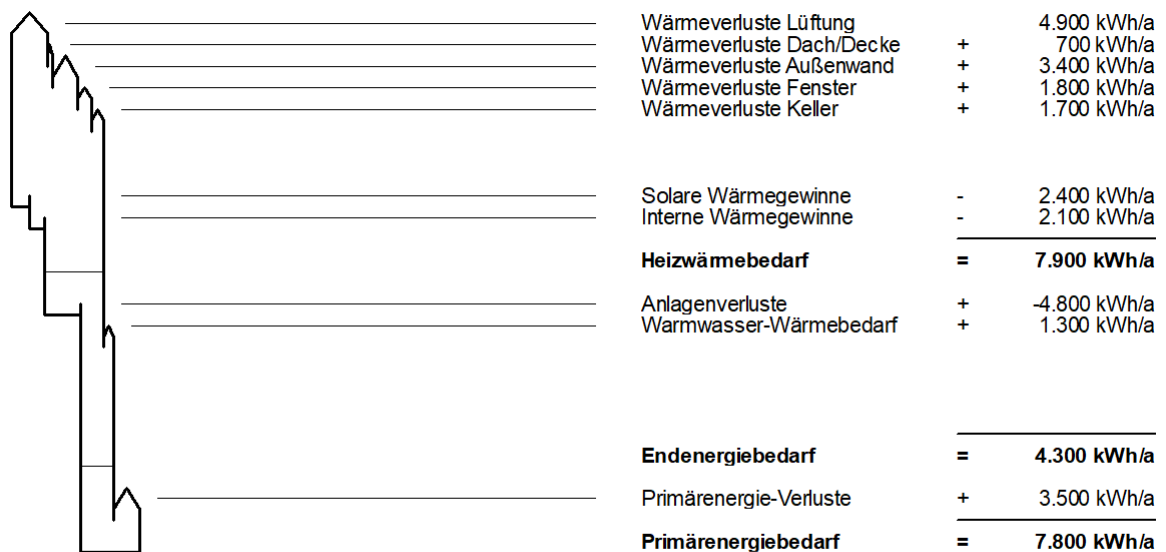 Wärmeverluste Lüftung 4.900 kWh/a
Wärmeverluste Dach/Decke + 700 kWh/a
Wärmeverluste Außenwand + 3.400 kWh/a
Wärmeverluste Fenster + 1.800 kWh/a
Wärmeverluste Keller + 1.700 kWh/a
Solare Wärmegewinne - 2.400 kWh/a
Interne Wärmegewinne - 2.100 kWh/a
Heizwärmebedarf = 7.900 kWh/a
Anlagenverluste + -4.800 kWh/a
Warmwasser-Wärmebedarf + 1.300 kWh/a
Endenergiebedarf = 4.300 kWh/a
Primärenergie-Verluste + 3.500 kWh/a
Primärenergiebedarf = 7.800 kWh/a